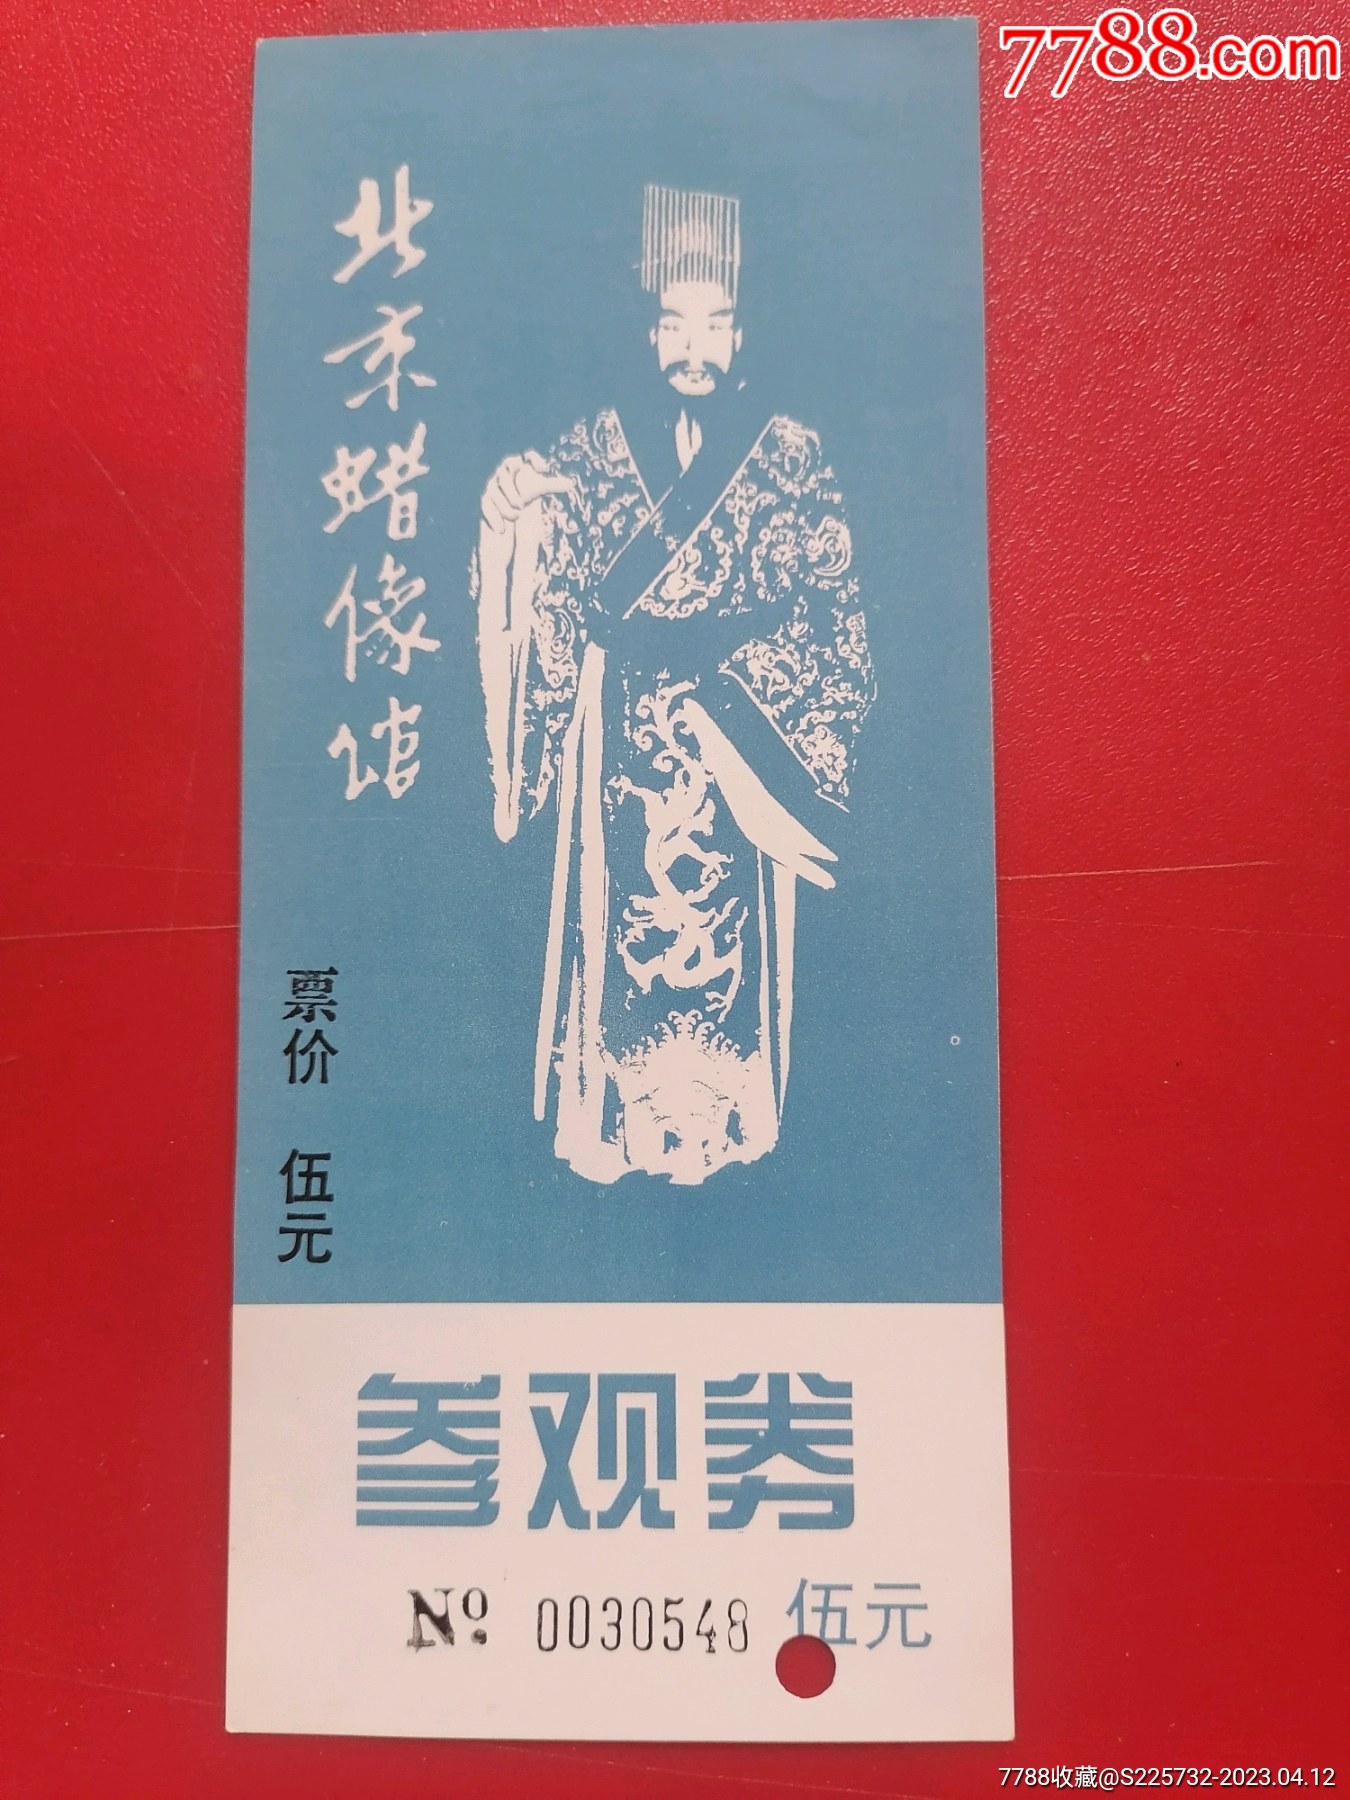 7788.com
北京蜡像馆
票价 伍元
参观券
№ 0030548 伍元
7788收藏@S225732-2023.04.12